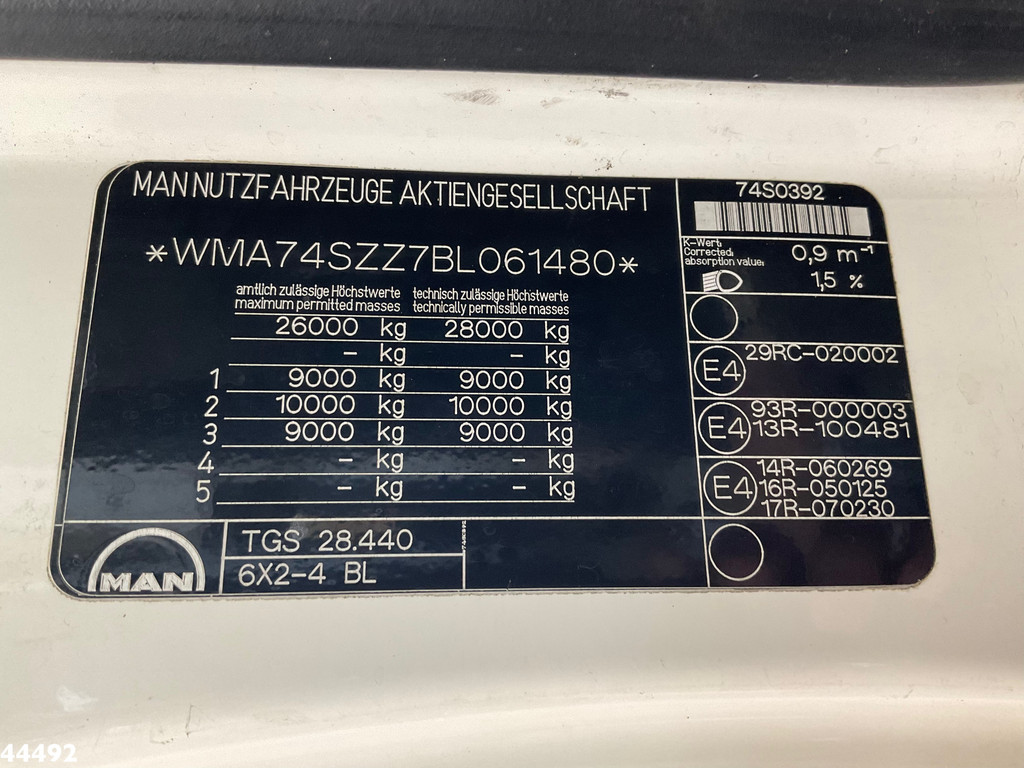 MAN NUTZFAHRZEUGE AKTIENGESELLSCHAFT
*WMA74SZZ7BL061480*
amtlich zulässige Höchstwerte technisch zulässige Höchstwerte
maximum permitted masses technically permissible masses
26000 kg 28000 kg
– kg – kg
1 9000 kg 9000 kg
2 10000 kg 10000 kg
3 9000 kg 9000 kg
4 – kg – kg
5 – kg – kg
MAN
TGS 28.440
6X2-4 BL
74S0392
K-Wert:
Corrected
absorption value:
0,9 m⁻¹
1,5 %
E4 29RC-020002
E4 93R-000003
13R-100481
E4 14R-060269
16R-050125
17R-070230
44492